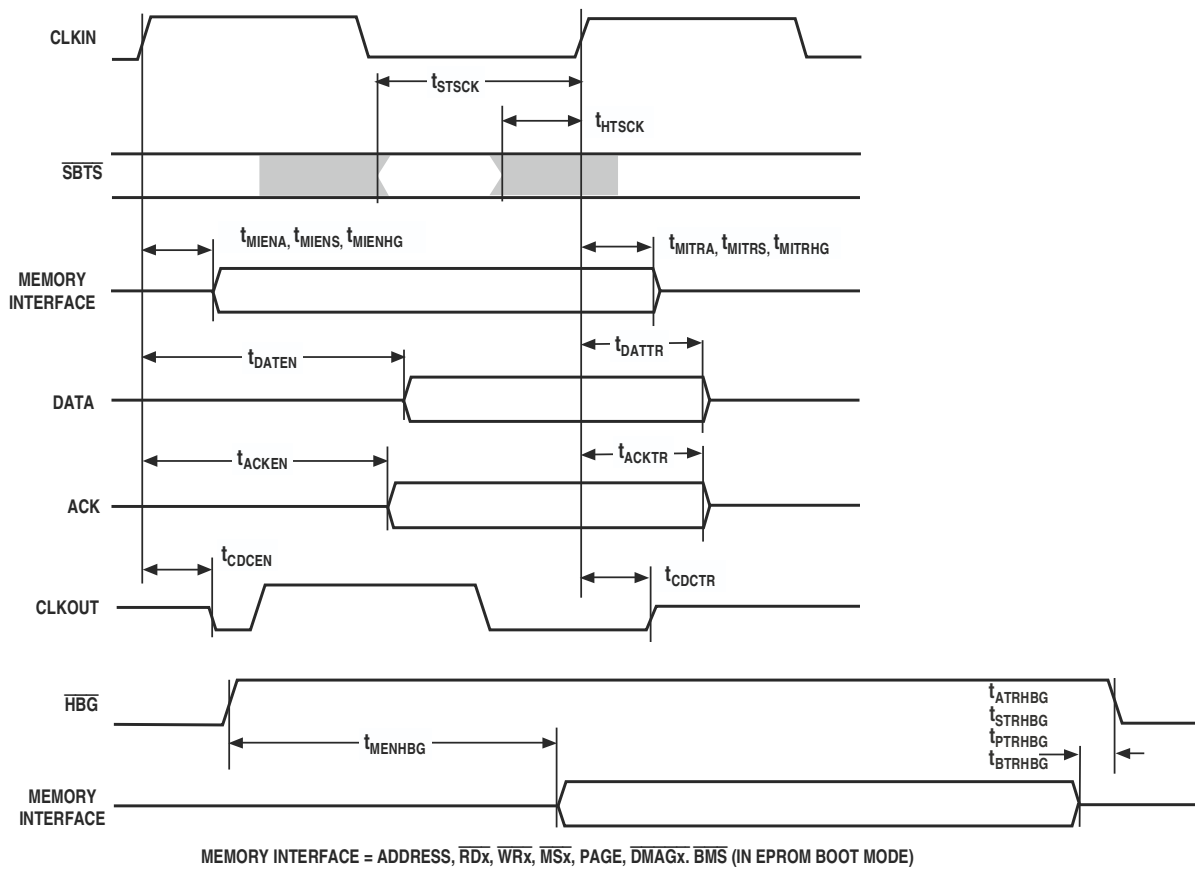 CLKIN
tSTSCK
tHTSCK
SBTS
tMIENA, tMIENS, tMIENHG
tMITRA, tMITRS, tMITRHG
MEMORY
INTERFACE
tDATEN
tDATTR
DATA
tACKEN
tACKTR
ACK
tCDCEN
tCDCTR
CLKOUT
HBG
tATRHBG
tSTRHBG
tPTRHBG
tBTRHBG
tMENHBG
MEMORY
INTERFACE
MEMORY INTERFACE = ADDRESS, RDx, WRx, MSx, PAGE, DMAGx. BMS (IN EPROM BOOT MODE)